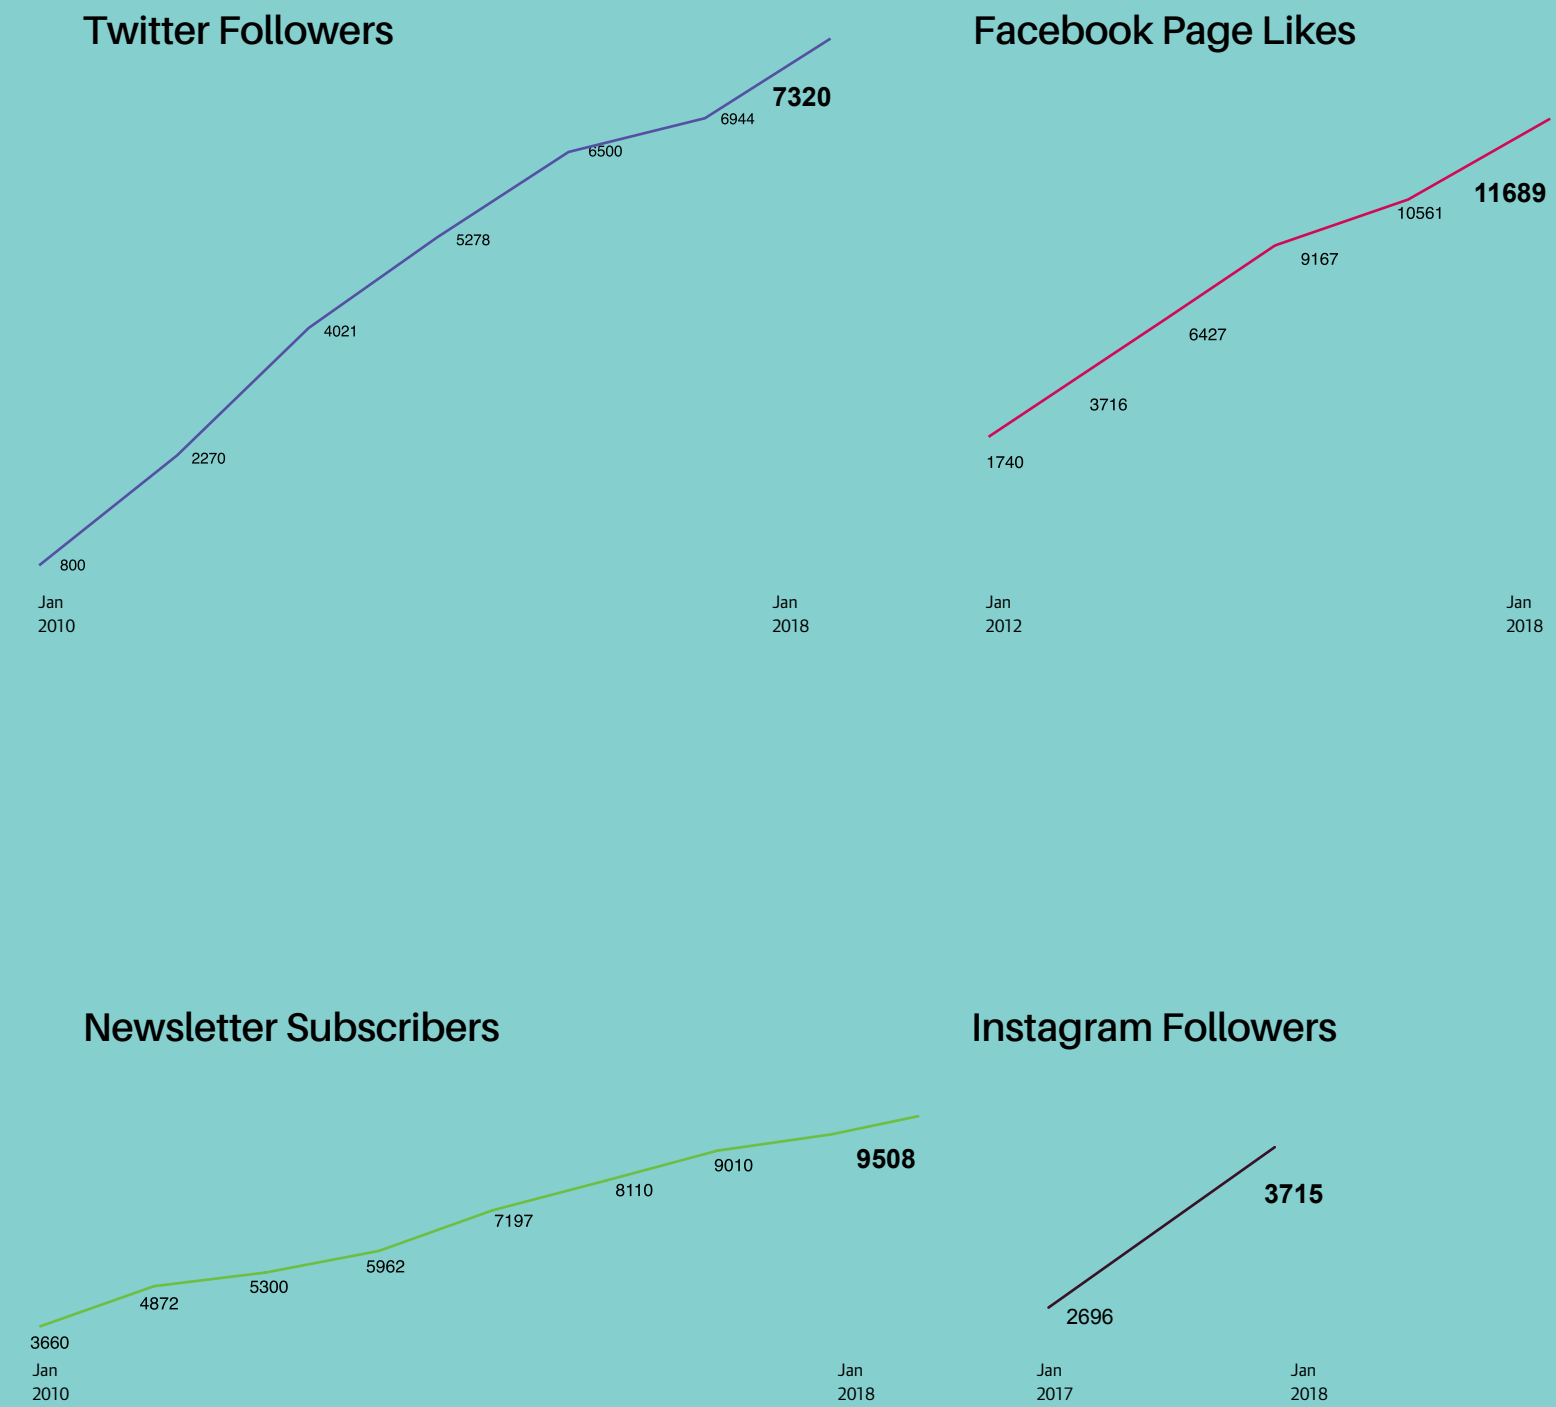 Twitter Followers
7320
6944
6500
5278
4021
2270
800
Jan
2010
Jan
2018
Facebook Page Likes
11689
10561
9167
6427
3716
1740
Jan
2012
Jan
2018
Newsletter Subscribers
9508
9010
8110
7197
5962
5300
4872
3660
Jan
2010
Jan
2018
Instagram Followers
3715
2696
Jan
2017
Jan
2018